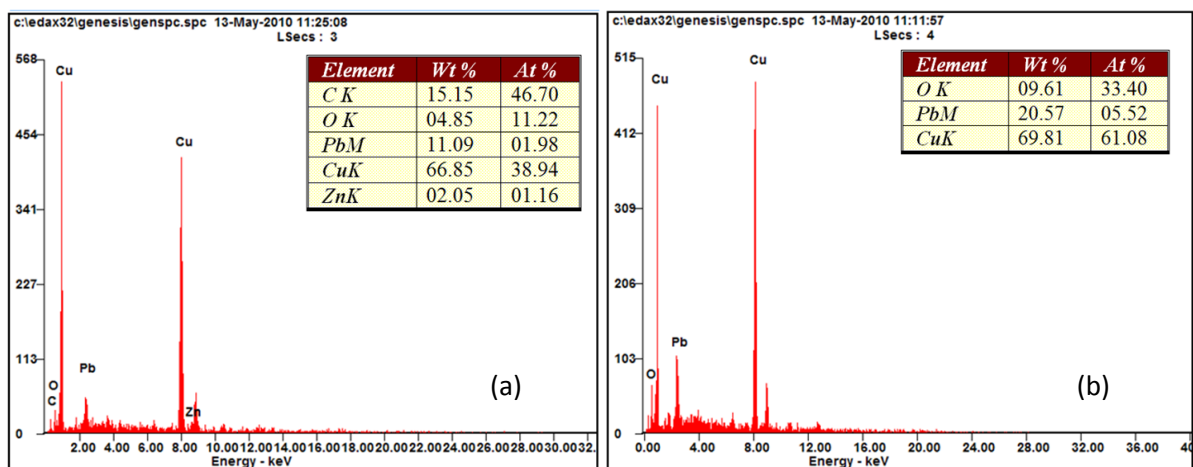 c:\edax32\genesis\genspc.spc 13-May-2010 11:25:08
LSecs : 3
568
454
341
227
113
0
Cu
Cu
Pb
O
C
Zn
Element Wt % At %
C K 15.15 46.70
O K 04.85 11.22
PbM 11.09 01.98
CuK 66.85 38.94
ZnK 02.05 01.16
(a)
2.00 4.00 6.00 8.00 10.00 12.00 14.00 16.00 18.00 20.00 22.00 24.00 26.00 28.00 30.00 32.0
Energy - keV
c:\edax32\genesis\genspc.spc 13-May-2010 11:11:57
LSecs : 4
515
412
309
206
103
0
Cu
Cu
Pb
O
Element Wt % At %
O K 09.61 33.40
PbM 20.57 05.52
CuK 69.81 61.08
(b)
0.00 4.00 8.00 12.00 16.00 20.00 24.00 28.00 32.00 36.00 40
Energy - keV